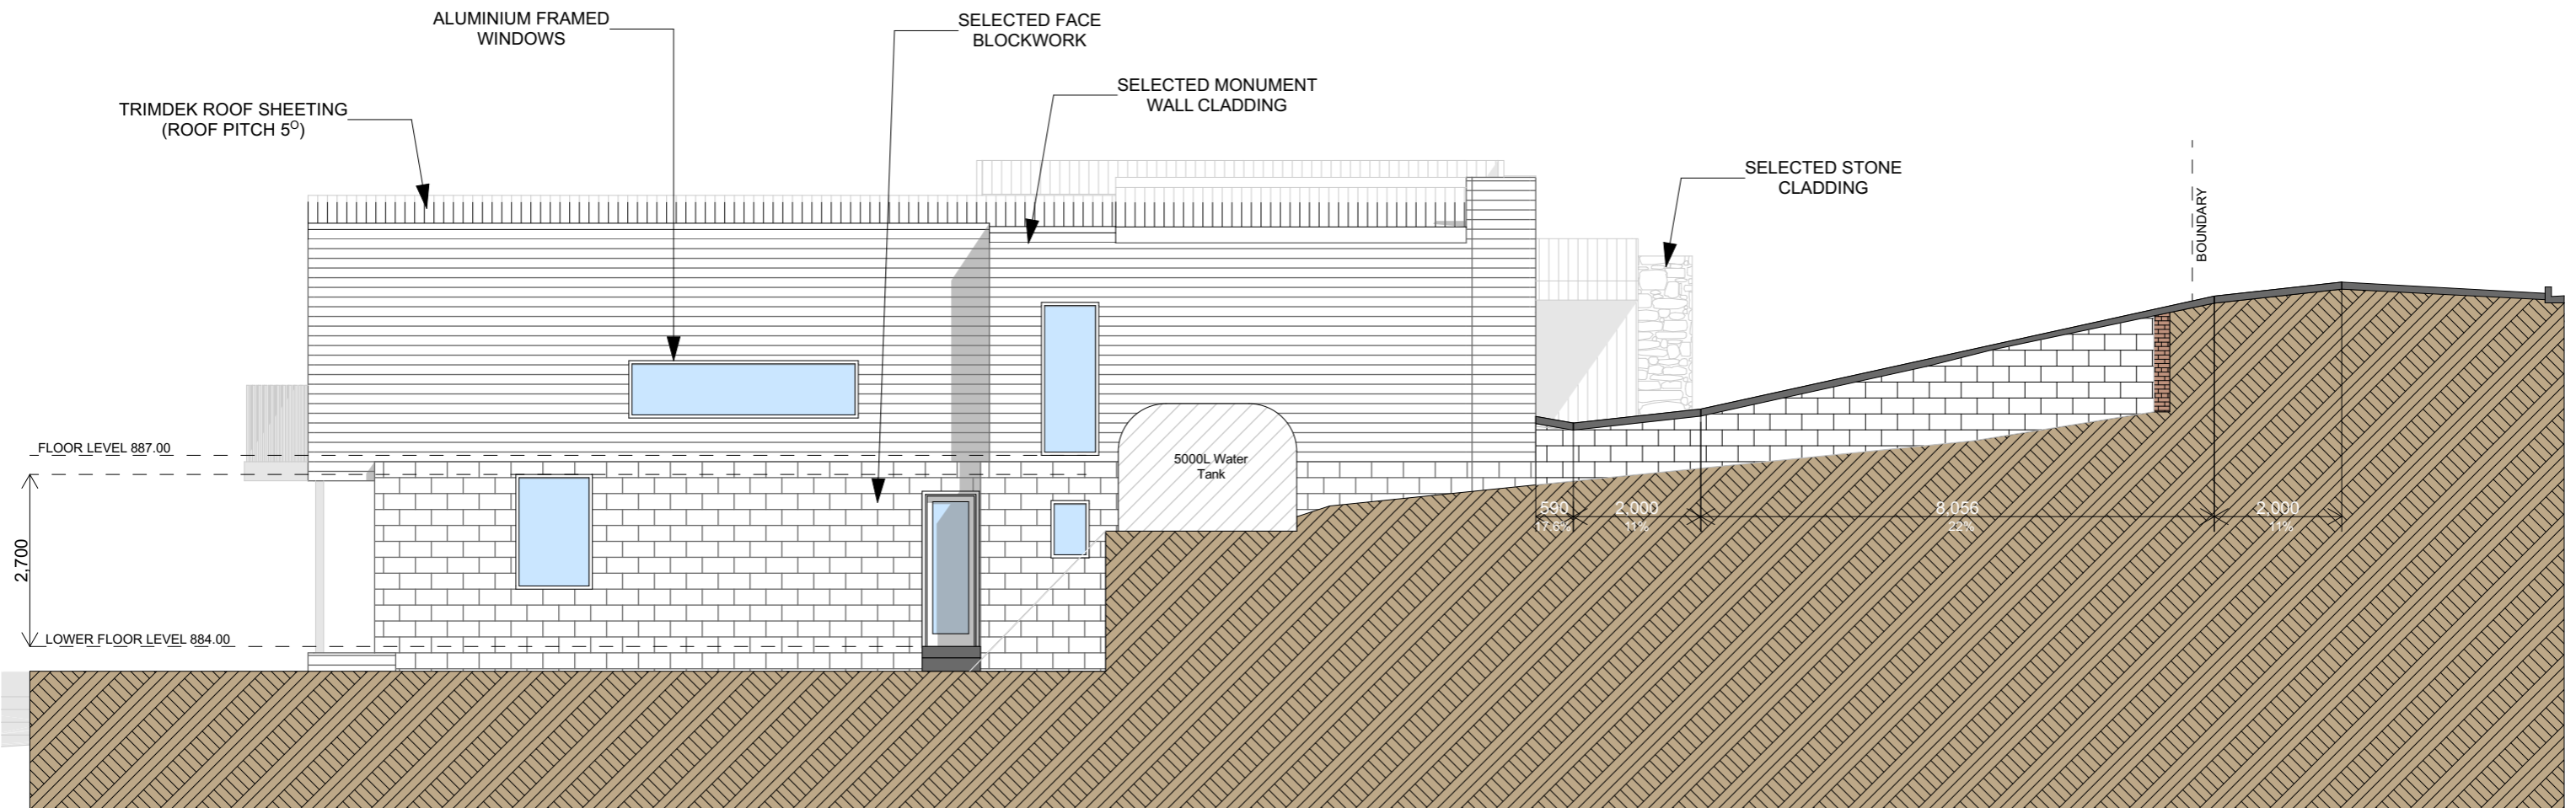 ALUMINIUM FRAMED
WINDOWS
SELECTED FACE
BLOCKWORK
SELECTED MONUMENT
WALL CLADDING
TRIMDEK ROOF SHEETING
(ROOF PITCH 5°)
SELECTED STONE
CLADDING
BOUNDARY
FLOOR LEVEL 887.00
5000L Water
Tank
2,700
590
17.6%
2,000
11%
8,056
22%
2,000
11%
LOWER FLOOR LEVEL 884.00